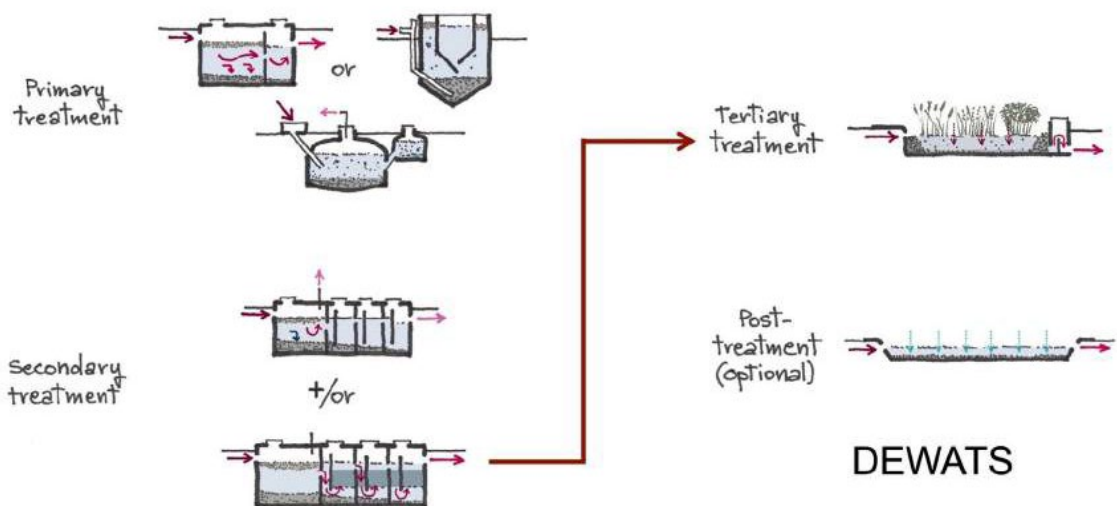 Primary
treatment
or
Secondary
treatment
+/or
Tertiary
treatment
Post-
treatment
(optional)
DEWATS